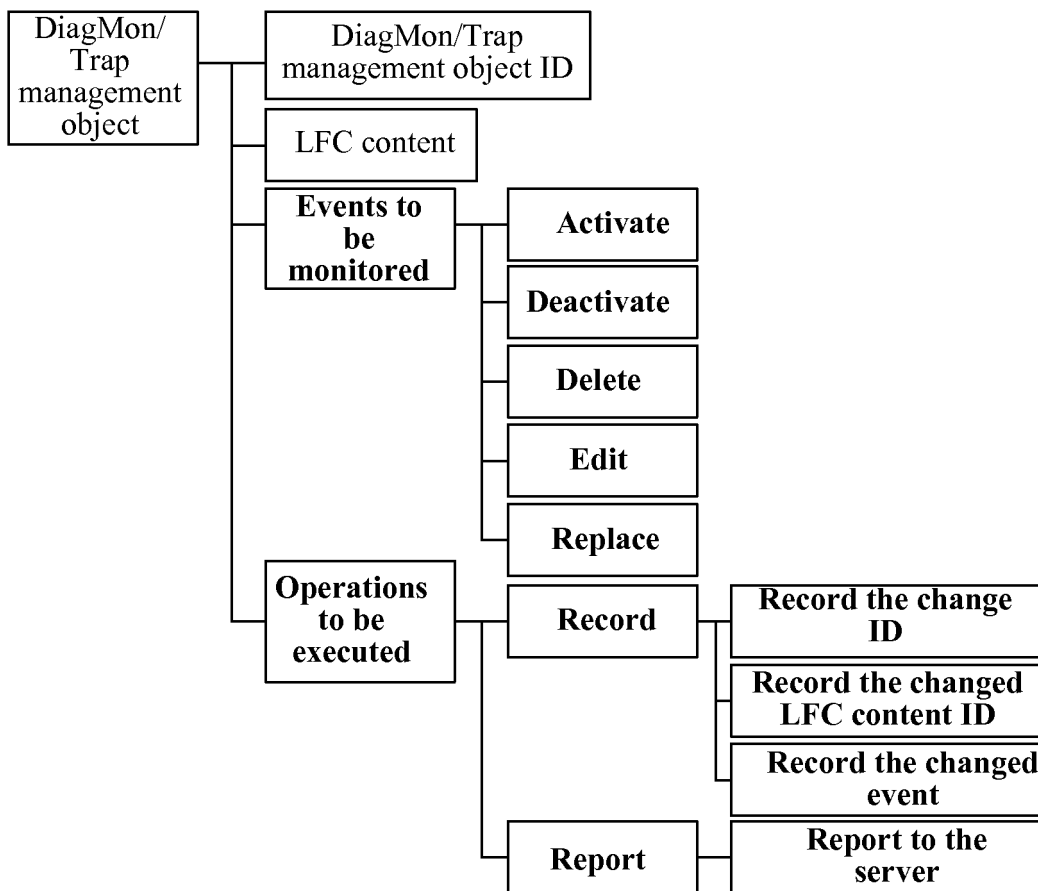 DiagMon/
Trap
management
object
DiagMon/Trap
management object ID
LFC content
Events to
be
monitored
Activate
Deactivate
Delete
Edit
Replace
Operations
to be
executed
Record
Record the change
ID
Record the changed
LFC content ID
Record the changed
event
Report
Report to the
server